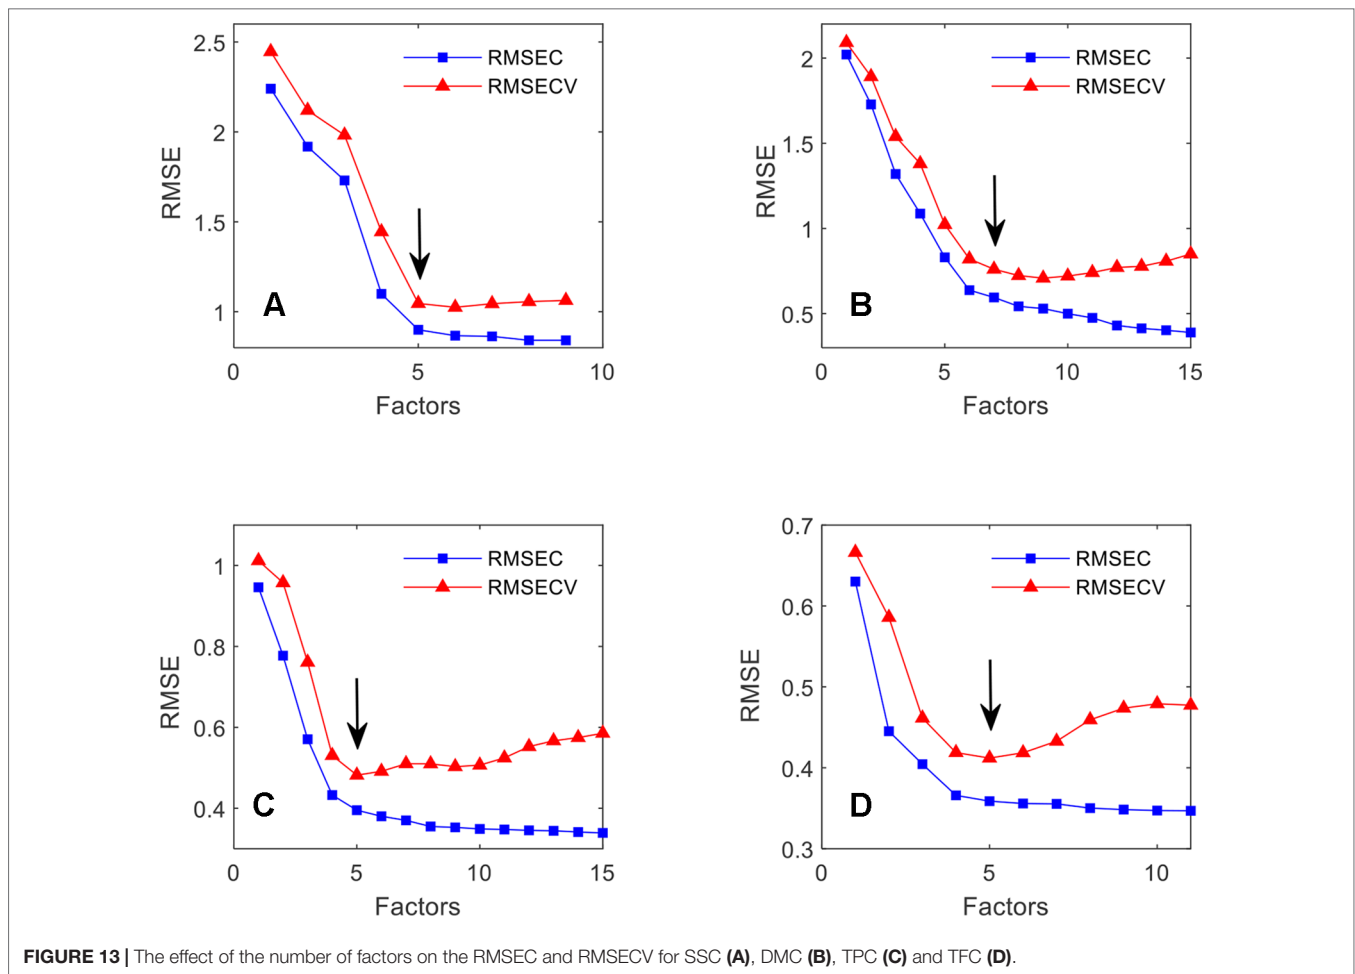 2.5
2
1.5
1
RMSE
RMSEC
RMSECV
A
0
5
10
Factors
2
1.5
1
0.5
RMSE
RMSEC
RMSECV
B
0
5
10
15
Factors
1
0.8
0.6
0.4
RMSE
RMSEC
RMSECV
C
0
5
10
15
Factors
0.7
0.6
0.5
0.4
0.3
RMSE
RMSEC
RMSECV
D
0
5
10
Factors
FIGURE 13 | The effect of the number of factors on the RMSEC and RMSECV for SSC (A), DMC (B), TPC (C) and TFC (D).